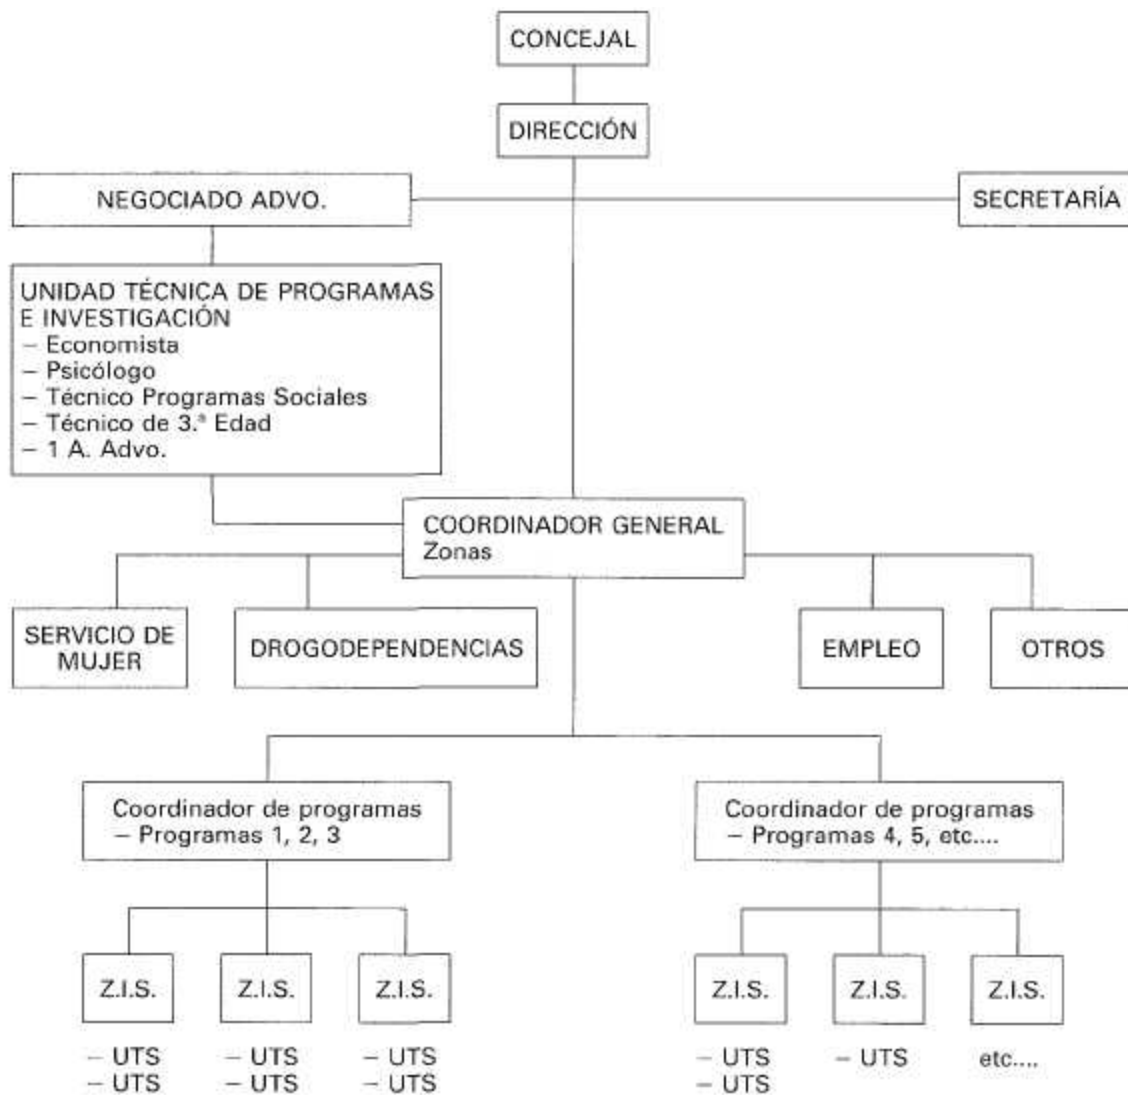 CONCEJAL
DIRECCIÓN
NEGOCIADO ADVO.
SECRETARÍA
UNIDAD TÉCNICA DE PROGRAMAS
E INVESTIGACIÓN
– Economista
– Psicólogo
– Técnico Programas Sociales
– Técnico de 3.ª Edad
– 1 A. Advo.
COORDINADOR GENERAL
Zonas
SERVICIO DE
MUJER
DROGODEPENDENCIAS
EMPLEO
OTROS
Coordinador de programas
– Programas 1, 2, 3
Coordinador de programas
– Programas 4, 5, etc....
Z.I.S.
Z.I.S.
Z.I.S.
Z.I.S.
Z.I.S.
Z.I.S.
– UTS
– UTS
– UTS
– UTS
– UTS
– UTS
– UTS
– UTS
– UTS
etc....